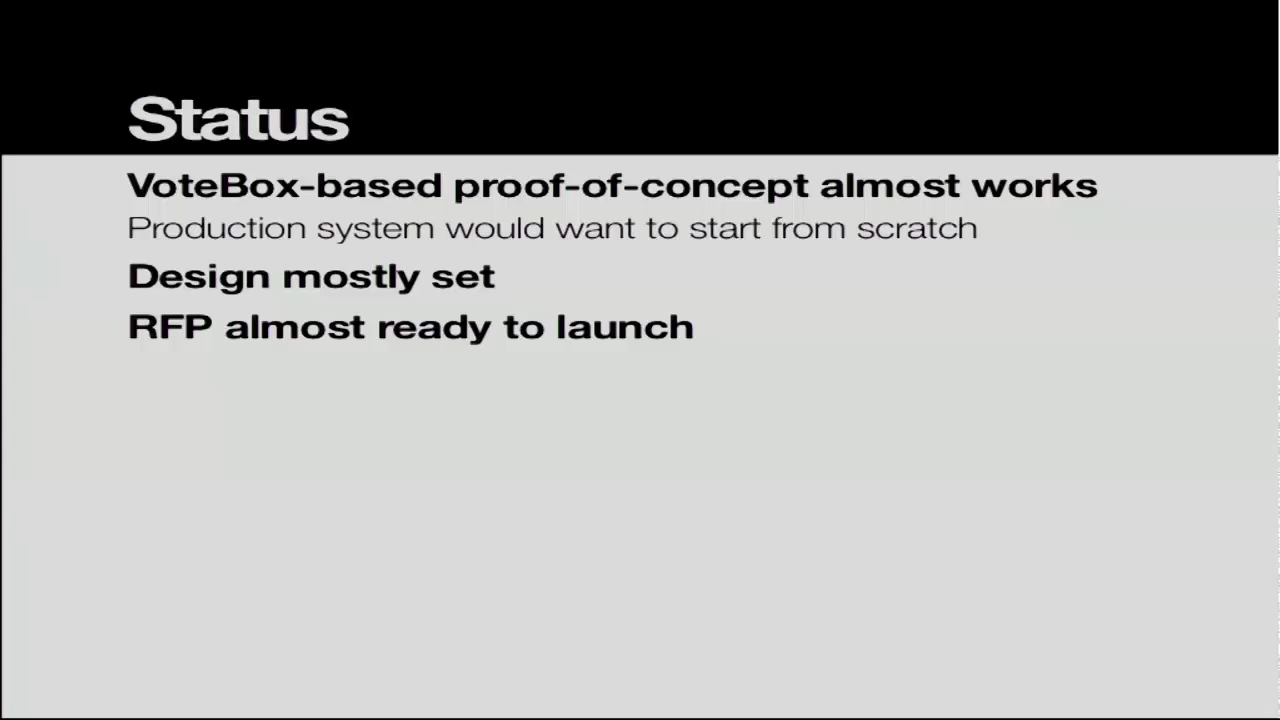 Status
VoteBox-based proof-of-concept almost works
Production system would want to start from scratch
Design mostly set
RFP almost ready to launch